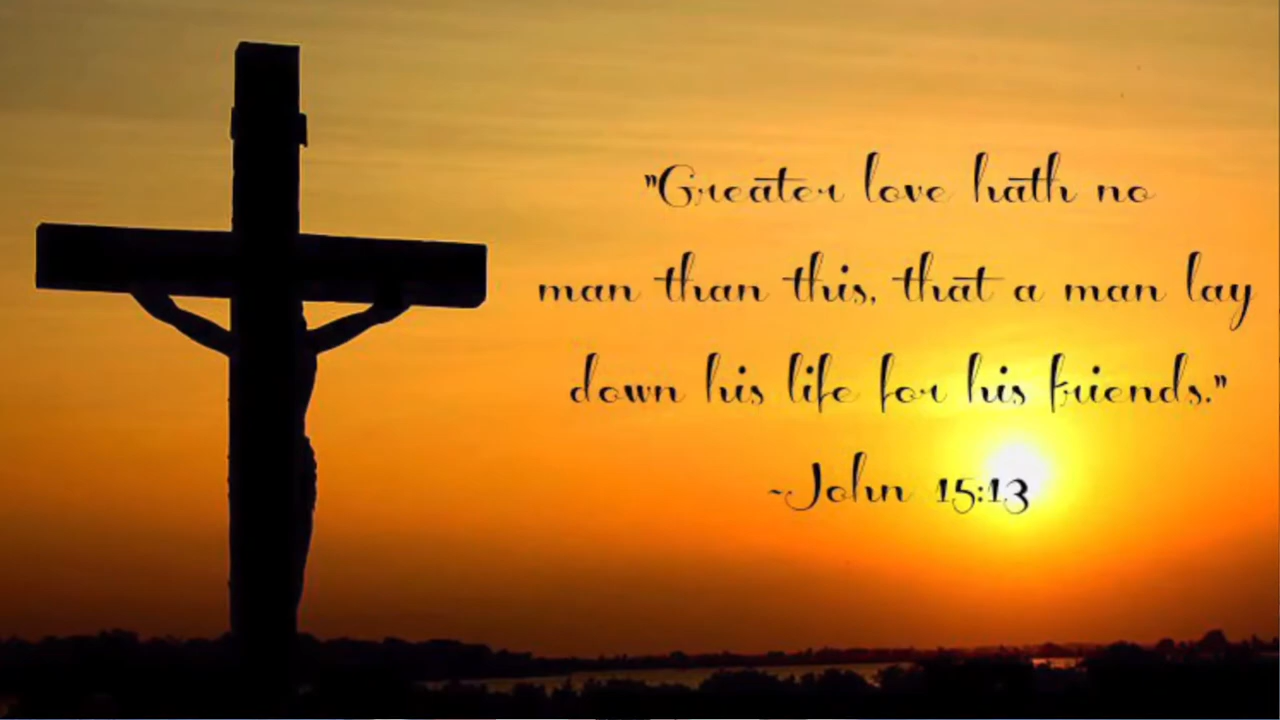 "Greater love hath no
man than this, that a man lay
down his life for his friends."
~John 15:13